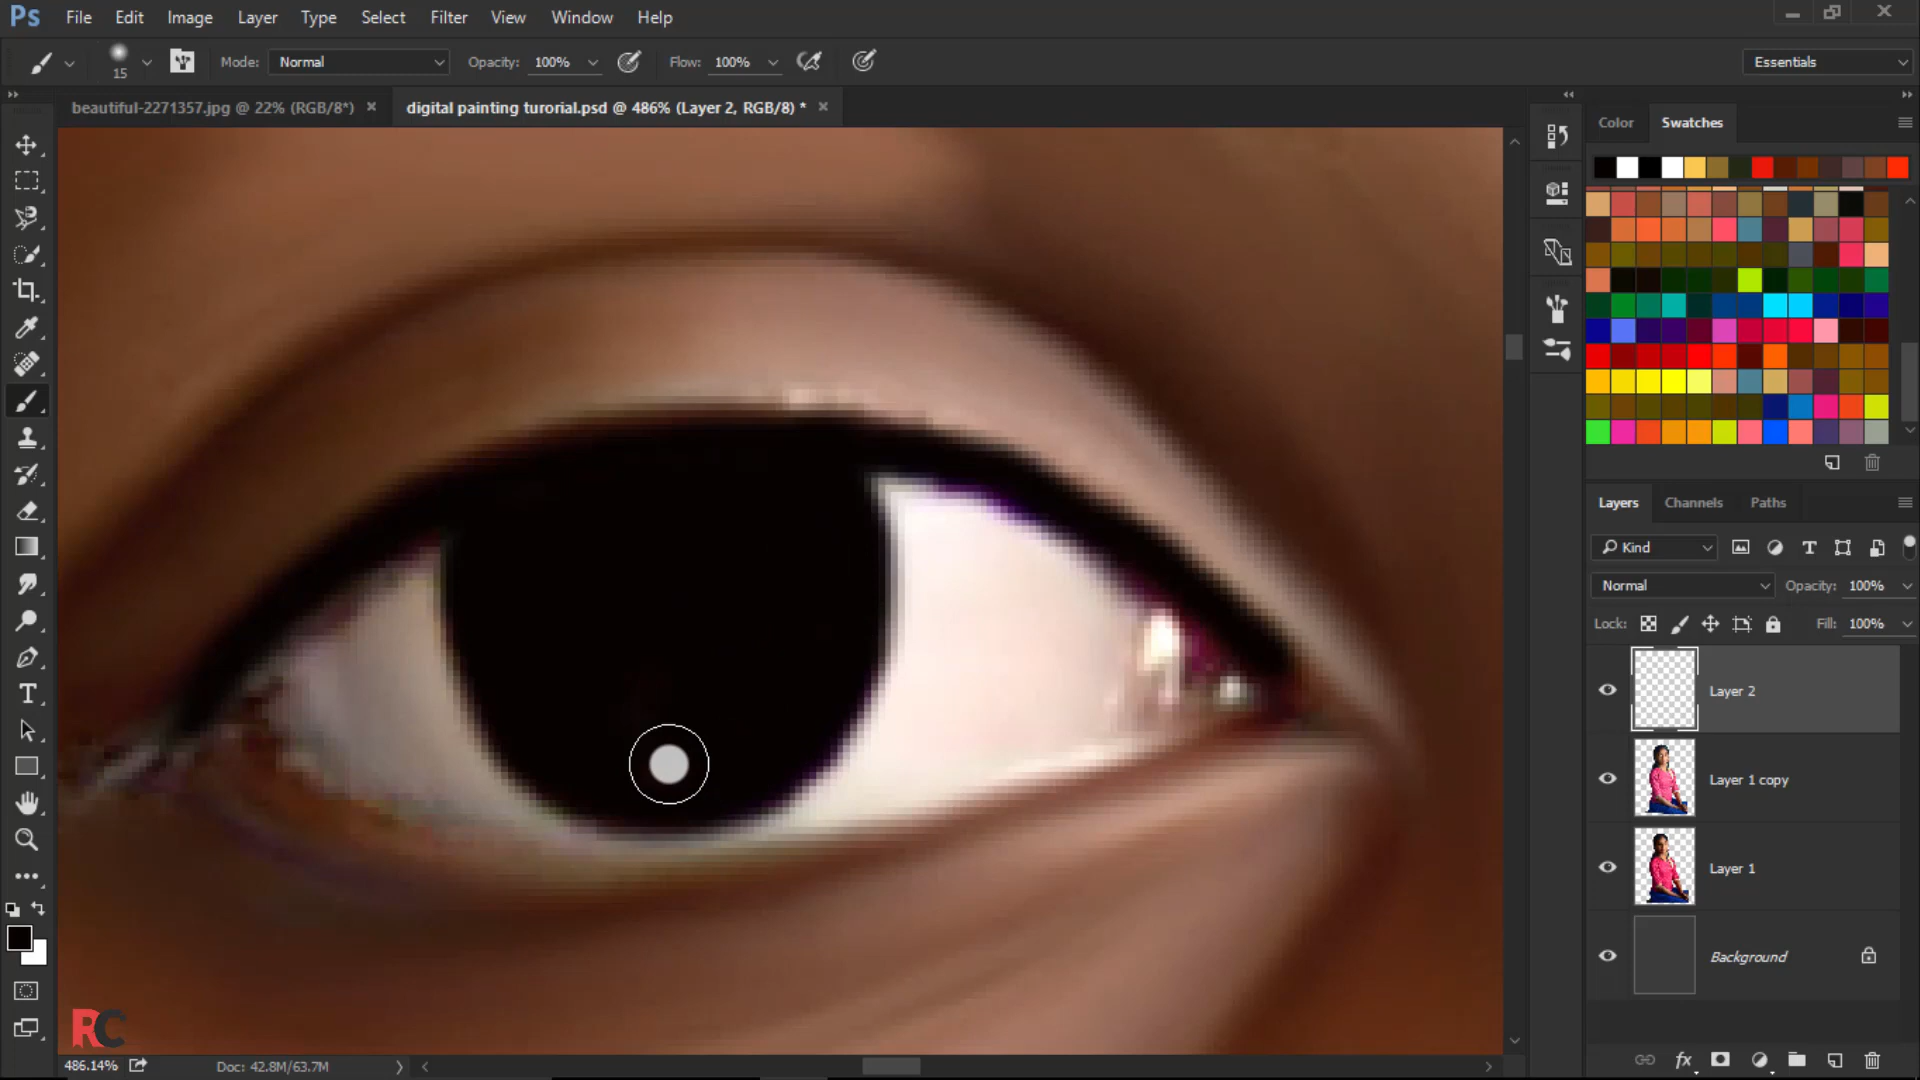 Ps File Edit Image Layer Type Select Filter View Window Help
15 Mode: Normal Opacity: 100% Flow: 100% Essentials
beautiful-2271357.jpg @ 22% (RGB/8*) × digital painting turorial.psd @ 486% (Layer 2, RGB/8) * ×
Color Swatches
Layers Channels Paths
Kind
Normal Opacity: 100%
Lock: Fill: 100%
Layer 2
Layer 1 copy
Layer 1
Background
RC
486.14% Doc: 42.8M/63.7M